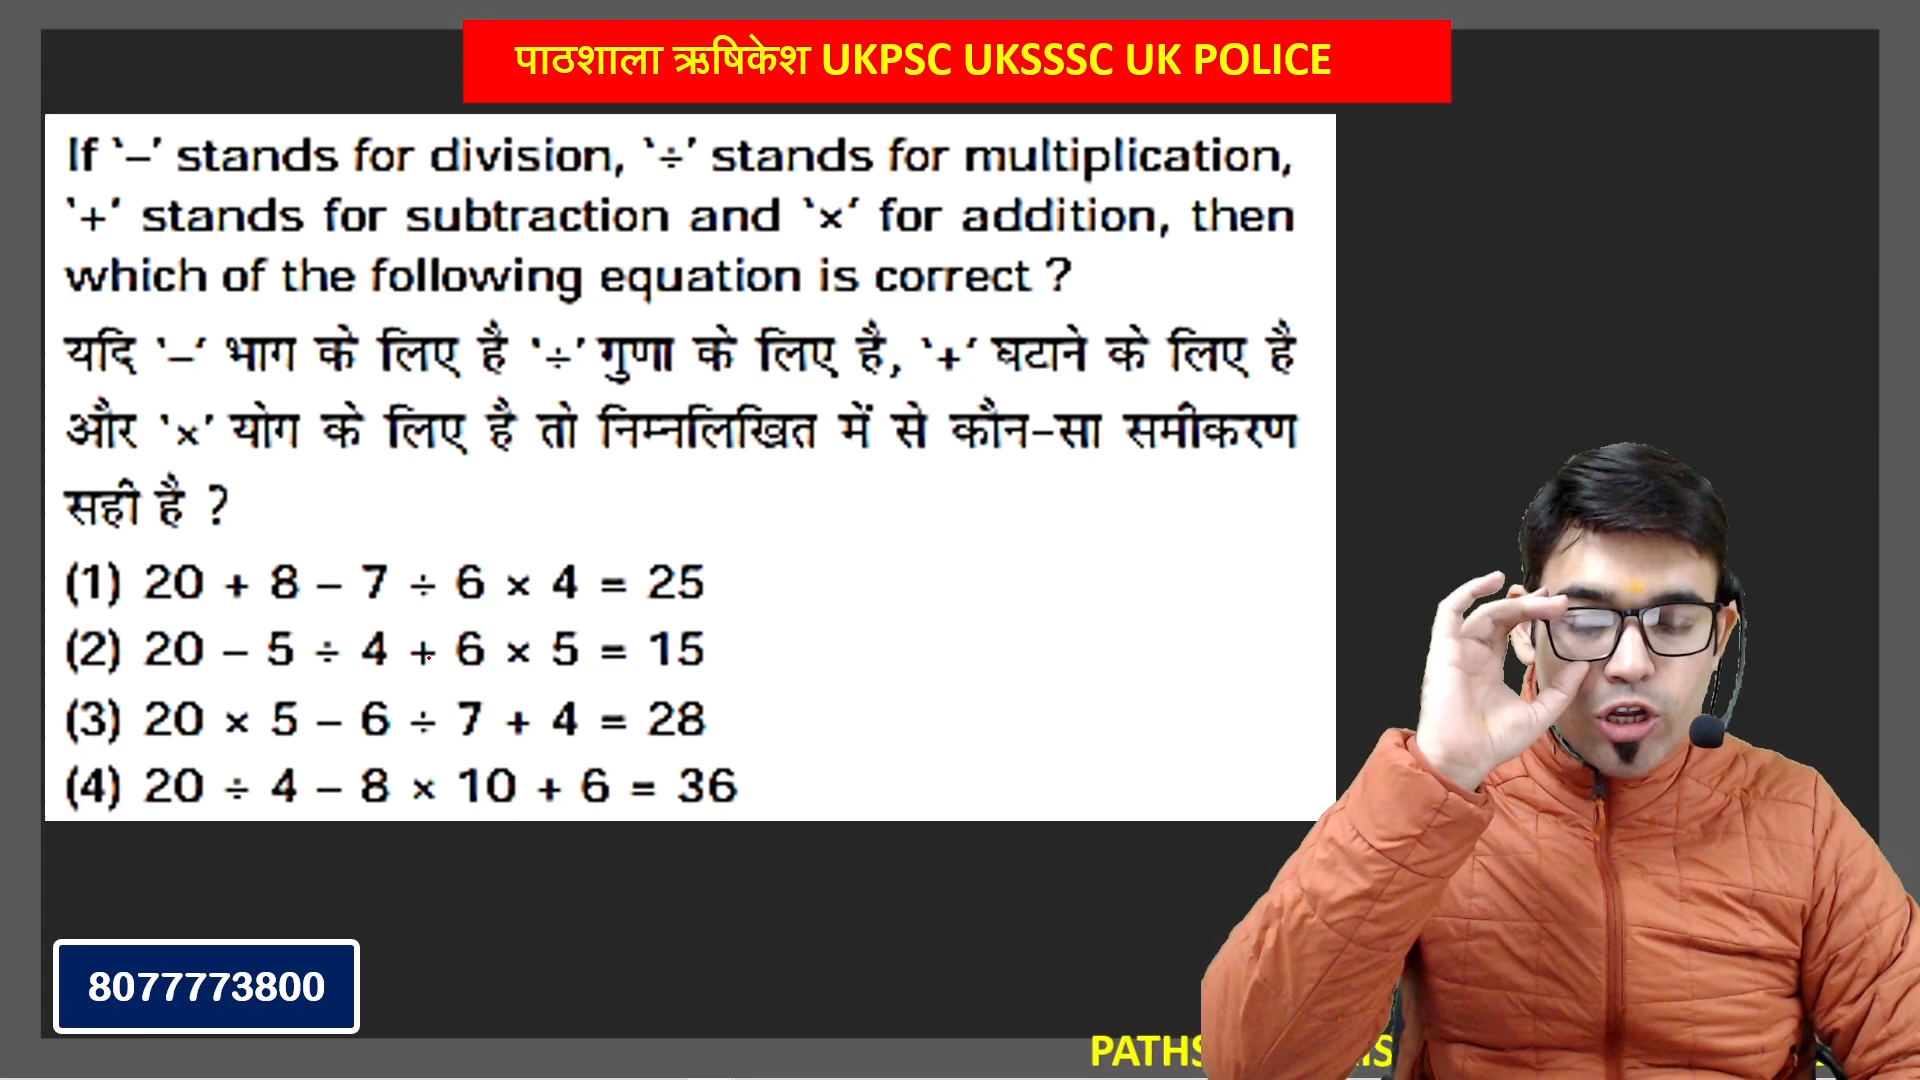 पाठशाला ऋषिकेश UKPSC UKSSSC UK POLICE
If ‘–’ stands for division, ‘÷’ stands for multiplication,
‘+’ stands for subtraction and ‘×’ for addition, then
which of the following equation is correct ?
यदि ‘–’ भाग के लिए है ‘÷’ गुणा के लिए है, ‘+’ घटाने के लिए है
और ‘×’ योग के लिए है तो निम्नलिखित में से कौन–सा समीकरण
सही है ?
(1) 20 + 8 – 7 ÷ 6 × 4 = 25
(2) 20 – 5 ÷ 4 + 6 × 5 = 15
(3) 20 × 5 – 6 ÷ 7 + 4 = 28
(4) 20 ÷ 4 – 8 × 10 + 6 = 36
8077773800